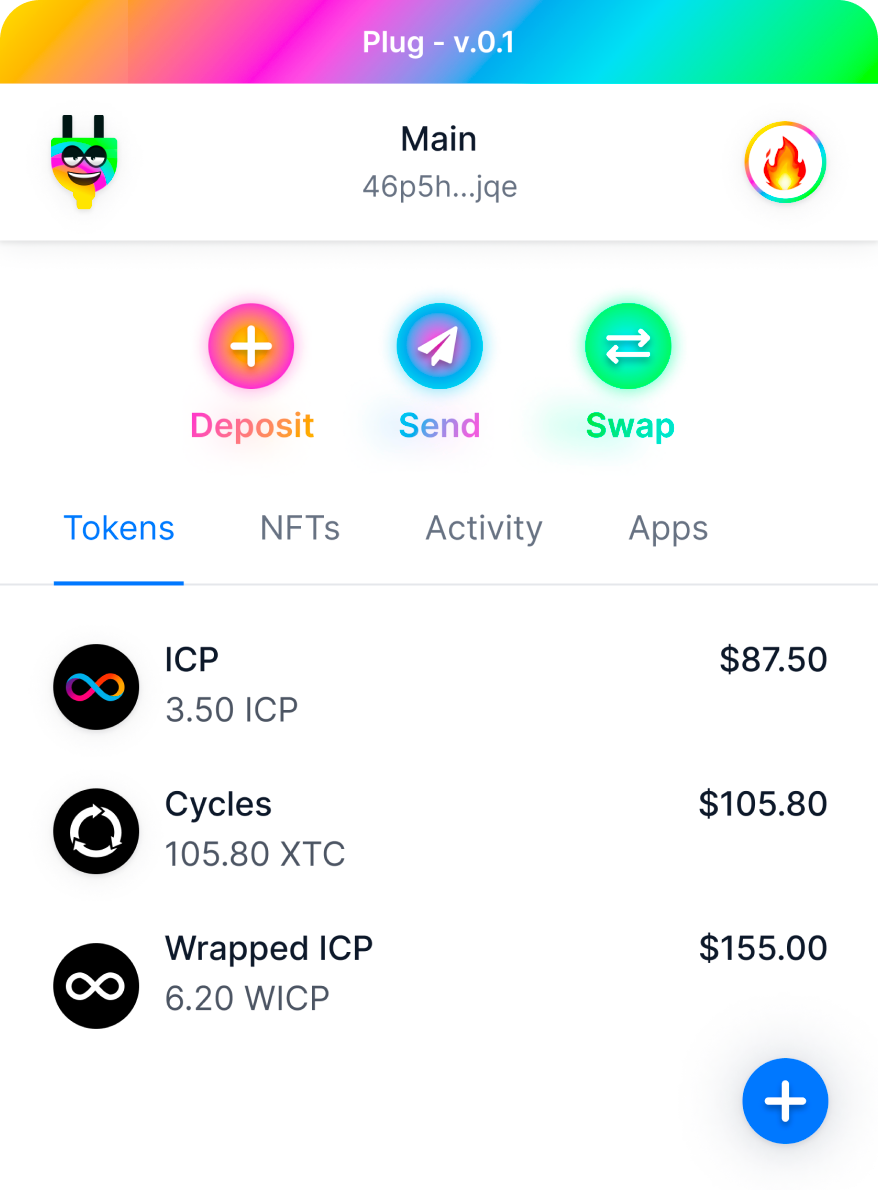 Plug - v.0.1
Main
46p5h...jqe
Deposit Send Swap
Tokens NFTs Activity Apps
ICP $87.50
3.50 ICP
Cycles $105.80
105.80 XTC
Wrapped ICP $155.00
6.20 WICP